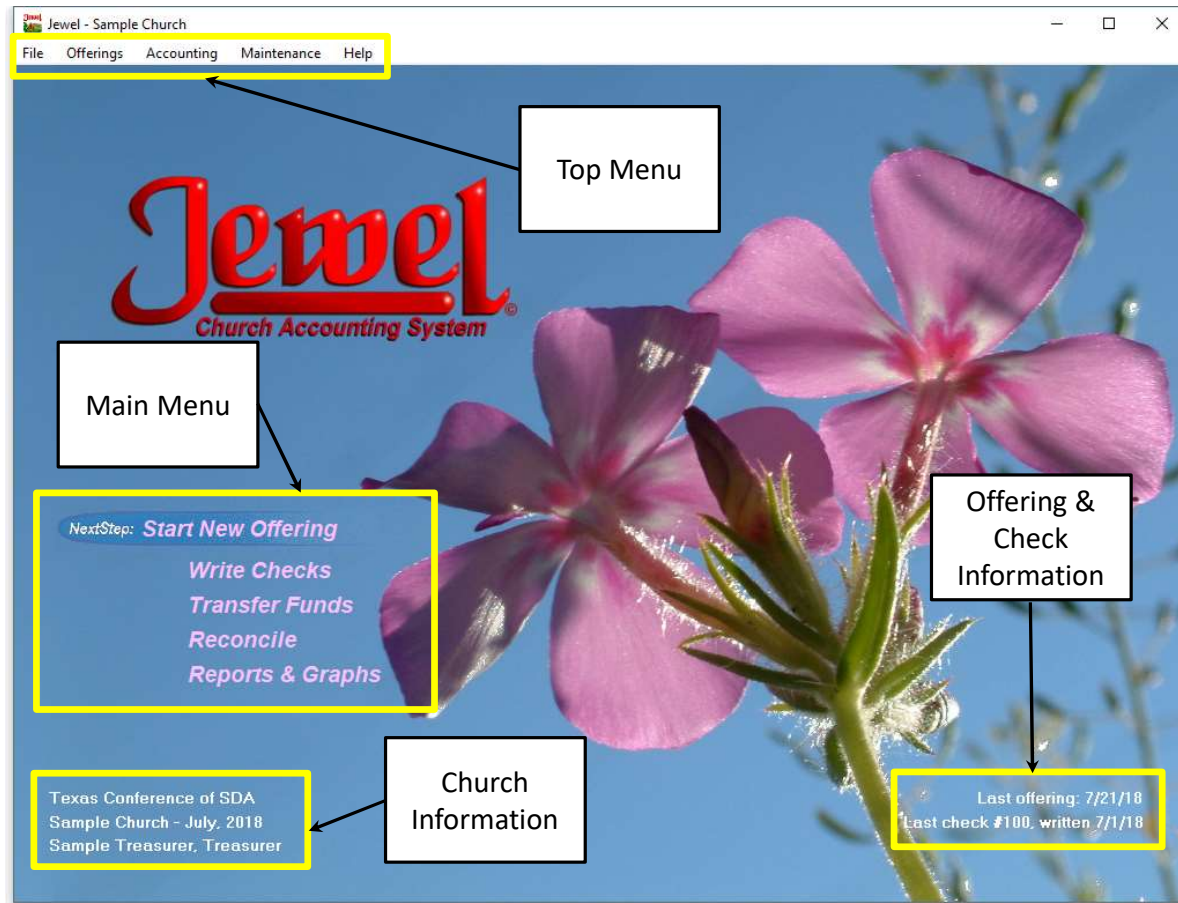 Jewel - Sample Church
File Offerings Accounting Maintenance Help
Top Menu
Jewel
©
Church Accounting System
Main Menu
NextStep: Start New Offering
Write Checks
Transfer Funds
Reconcile
Reports & Graphs
Offering &
Check
Information
Church
Information
Texas Conference of SDA
Sample Church - July, 2018
Sample Treasurer, Treasurer
Last offering: 7/21/18
Last check #100, written 7/1/18